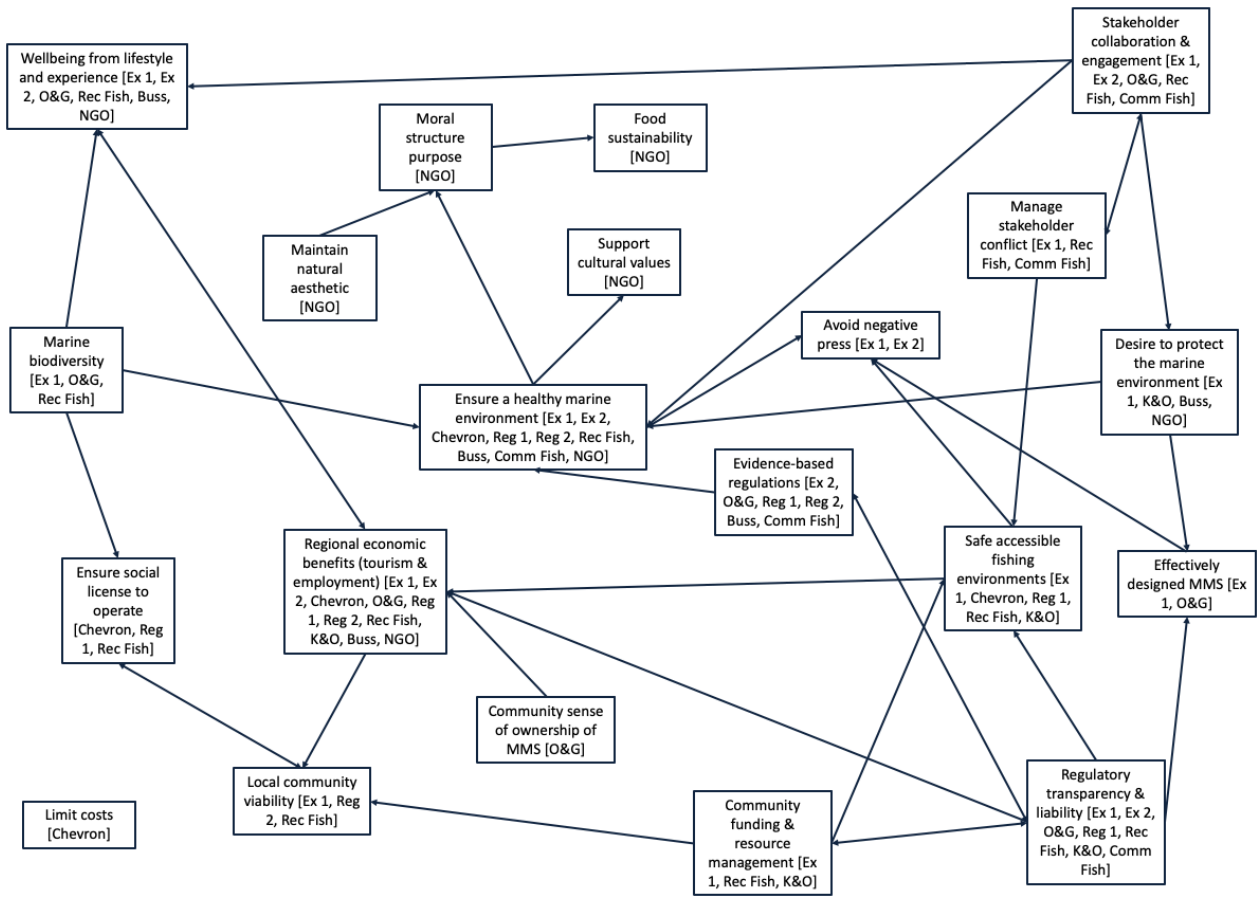 Stakeholder
collaboration &
engagement [Ex 1,
Ex 2, O&G, Rec
Fish, Comm Fish]
Wellbeing from lifestyle
and experience [Ex 1, Ex
2, O&G, Rec Fish, Buss,
NGO]
Moral
structure
purpose
[NGO]
Food
sustainability
[NGO]
Manage
stakeholder
conflict [Ex 1, Rec
Fish, Comm Fish]
Maintain
natural
aesthetic
[NGO]
Support
cultural values
[NGO]
Avoid negative
press [Ex 1, Ex 2]
Marine
biodiversity
[Ex 1, O&G,
Rec Fish]
Desire to protect
the marine
environment [Ex
1, K&O, Buss,
NGO]
Ensure a healthy marine
environment [Ex 1, Ex 2,
Chevron, Reg 1, Reg 2, Rec Fish,
Buss, Comm Fish, NGO]
Evidence-based
regulations [Ex 2,
O&G, Reg 1, Reg 2,
Buss, Comm Fish]
Regional economic
benefits (tourism &
employment) [Ex 1, Ex
2, Chevron, O&G, Reg
1, Reg 2, Rec Fish,
K&O, Buss, NGO]
Safe accessible
fishing
environments [Ex
1, Chevron, Reg 1,
Rec Fish, K&O]
Effectively
designed MMS [Ex
1, O&G]
Ensure social
license to
operate
[Chevron, Reg
1, Rec Fish]
Community sense
of ownership of
MMS [O&G]
Local community
viability [Ex 1, Reg
2, Rec Fish]
Regulatory
transparency &
liability [Ex 1, Ex 2,
O&G, Reg 1, Rec
Fish, K&O, Comm
Fish]
Limit costs
[Chevron]
Community
funding &
resource
management [Ex
1, Rec Fish, K&O]